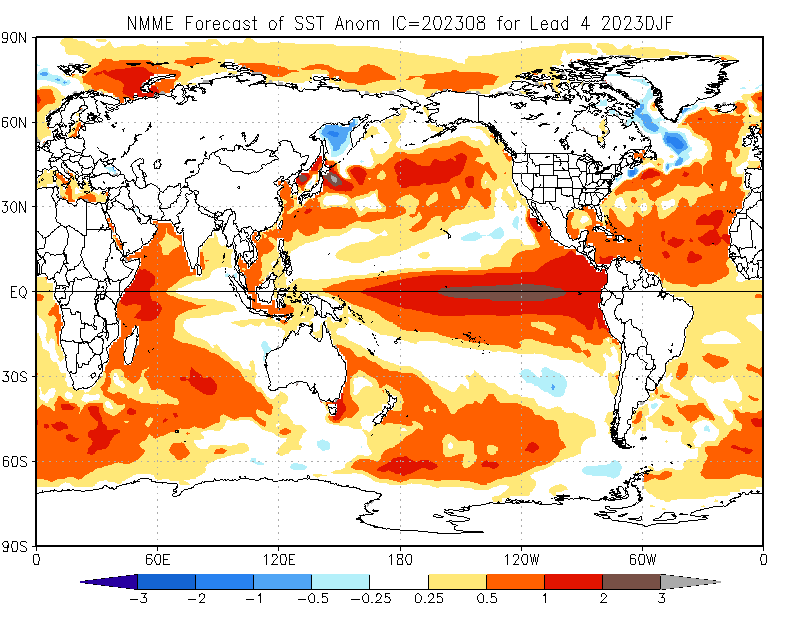 NMME Forecast of SST Anom IC=202308 for Lead 4 2023DJF
90N
60N
30N
EQ
30S
60S
90S
0 60E 120E 180 120W 60W 0
-3 -2 -1 -0.5 -0.25 0.25 0.5 1 2 3